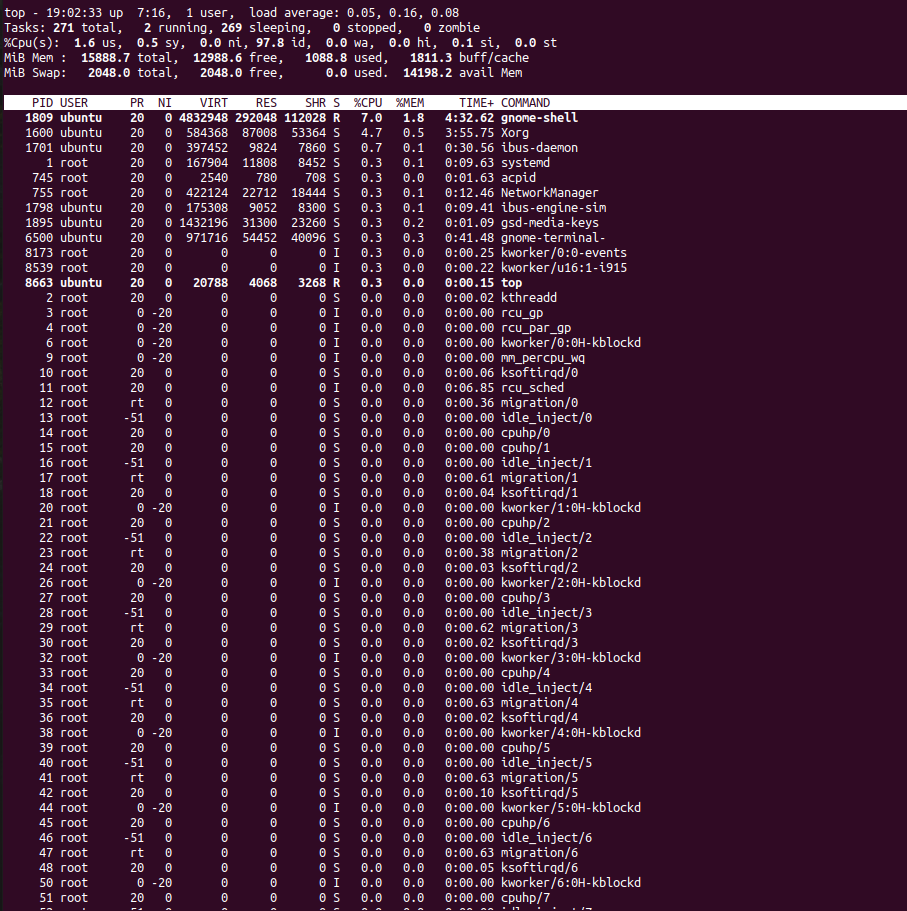 top - 19:02:33 up  7:16,  1 user,  load average: 0.05, 0.16, 0.08
Tasks: 271 total,   2 running, 269 sleeping,   0 stopped,   0 zombie
%Cpu(s):  1.6 us,  0.5 sy,  0.0 ni, 97.8 id,  0.0 wa,  0.0 hi,  0.1 si,  0.0 st
MiB Mem :  15888.7 total,  12988.6 free,   1088.8 used,   1811.3 buff/cache
MiB Swap:   2048.0 total,   2048.0 free,      0.0 used.  14198.2 avail Mem
PID USER PR NI VIRT RES SHR S %CPU %MEM TIME+ COMMAND
1809 ubuntu 20 0 4832948 292048 112028 R 7.0 1.8 4:32.62 gnome-shell
1600 ubuntu 20 0 584368 87008 53364 S 4.7 0.5 3:55.75 Xorg
1701 ubuntu 20 0 397452 9824 7860 S 0.7 0.1 0:30.56 ibus-daemon
1 root 20 0 167904 11808 8452 S 0.3 0.1 0:09.63 systemd
745 root 20 0 2540 780 708 S 0.3 0.0 0:01.63 acpid
755 root 20 0 422124 22712 18444 S 0.3 0.1 0:12.46 NetworkManager
1798 ubuntu 20 0 175308 9052 8300 S 0.3 0.1 0:09.41 ibus-engine-sim
1895 ubuntu 20 0 1432196 31300 23260 S 0.3 0.2 0:01.09 gsd-media-keys
6500 ubuntu 20 0 971716 54452 40096 S 0.3 0.3 0:41.48 gnome-terminal-
8173 root 20 0 0 0 0 I 0.3 0.0 0:00.25 kworker/0:0-events
8539 root 20 0 0 0 0 I 0.3 0.0 0:00.22 kworker/u16:1-i915
8663 ubuntu 20 0 20788 4068 3268 R 0.3 0.0 0:00.15 top
2 root 20 0 0 0 0 S 0.0 0.0 0:00.02 kthreadd
3 root 0 -20 0 0 0 I 0.0 0.0 0:00.00 rcu_gp
4 root 0 -20 0 0 0 I 0.0 0.0 0:00.00 rcu_par_gp
6 root 0 -20 0 0 0 I 0.0 0.0 0:00.00 kworker/0:0H-kblockd
9 root 0 -20 0 0 0 I 0.0 0.0 0:00.00 mm_percpu_wq
10 root 20 0 0 0 0 S 0.0 0.0 0:00.06 ksoftirqd/0
11 root 20 0 0 0 0 I 0.0 0.0 0:06.85 rcu_sched
12 root rt 0 0 0 0 S 0.0 0.0 0:00.36 migration/0
13 root -51 0 0 0 0 S 0.0 0.0 0:00.00 idle_inject/0
14 root 20 0 0 0 0 S 0.0 0.0 0:00.00 cpuhp/0
15 root 20 0 0 0 0 S 0.0 0.0 0:00.00 cpuhp/1
16 root -51 0 0 0 0 S 0.0 0.0 0:00.00 idle_inject/1
17 root rt 0 0 0 0 S 0.0 0.0 0:00.61 migration/1
18 root 20 0 0 0 0 S 0.0 0.0 0:00.04 ksoftirqd/1
20 root 0 -20 0 0 0 I 0.0 0.0 0:00.00 kworker/1:0H-kblockd
21 root 20 0 0 0 0 S 0.0 0.0 0:00.00 cpuhp/2
22 root -51 0 0 0 0 S 0.0 0.0 0:00.00 idle_inject/2
23 root rt 0 0 0 0 S 0.0 0.0 0:00.38 migration/2
24 root 20 0 0 0 0 S 0.0 0.0 0:00.03 ksoftirqd/2
26 root 0 -20 0 0 0 I 0.0 0.0 0:00.00 kworker/2:0H-kblockd
27 root 20 0 0 0 0 S 0.0 0.0 0:00.00 cpuhp/3
28 root -51 0 0 0 0 S 0.0 0.0 0:00.00 idle_inject/3
29 root rt 0 0 0 0 S 0.0 0.0 0:00.62 migration/3
30 root 20 0 0 0 0 S 0.0 0.0 0:00.02 ksoftirqd/3
32 root 0 -20 0 0 0 I 0.0 0.0 0:00.00 kworker/3:0H-kblockd
33 root 20 0 0 0 0 S 0.0 0.0 0:00.00 cpuhp/4
34 root -51 0 0 0 0 S 0.0 0.0 0:00.00 idle_inject/4
35 root rt 0 0 0 0 S 0.0 0.0 0:00.63 migration/4
36 root 20 0 0 0 0 S 0.0 0.0 0:00.02 ksoftirqd/4
38 root 0 -20 0 0 0 I 0.0 0.0 0:00.00 kworker/4:0H-kblockd
39 root 20 0 0 0 0 S 0.0 0.0 0:00.00 cpuhp/5
40 root -51 0 0 0 0 S 0.0 0.0 0:00.00 idle_inject/5
41 root rt 0 0 0 0 S 0.0 0.0 0:00.63 migration/5
42 root 20 0 0 0 0 S 0.0 0.0 0:00.10 ksoftirqd/5
44 root 0 -20 0 0 0 I 0.0 0.0 0:00.00 kworker/5:0H-kblockd
45 root 20 0 0 0 0 S 0.0 0.0 0:00.00 cpuhp/6
46 root -51 0 0 0 0 S 0.0 0.0 0:00.00 idle_inject/6
47 root rt 0 0 0 0 S 0.0 0.0 0:00.63 migration/6
48 root 20 0 0 0 0 S 0.0 0.0 0:00.05 ksoftirqd/6
50 root 0 -20 0 0 0 I 0.0 0.0 0:00.00 kworker/6:0H-kblockd
51 root 20 0 0 0 0 S 0.0 0.0 0:00.00 cpuhp/7